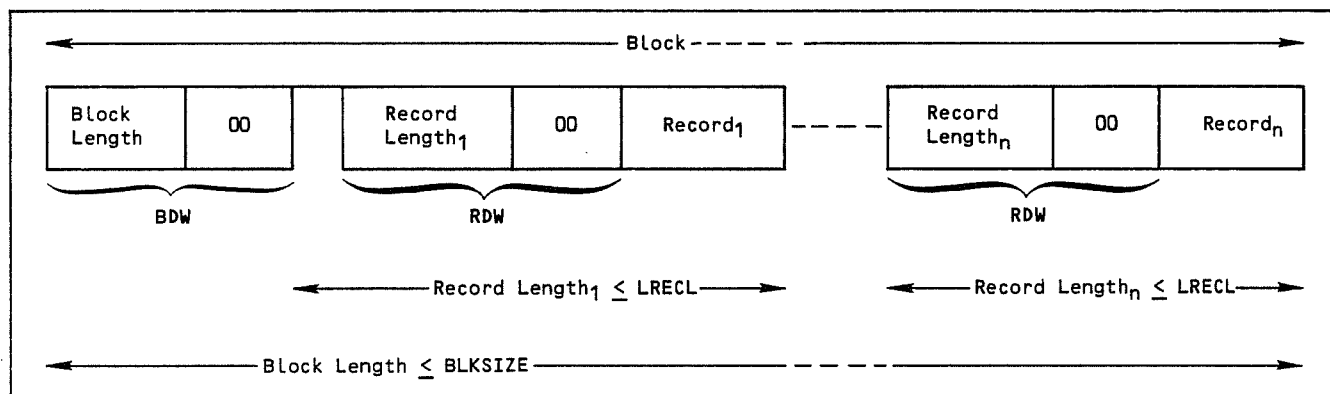 Block
Block Length 00 Record Length1 00 Record1 Record Lengthn 00 Recordn
BDW RDW RDW
Record Length1 ≤ LRECL Record Lengthn ≤ LRECL
Block Length ≤ BLKSIZE